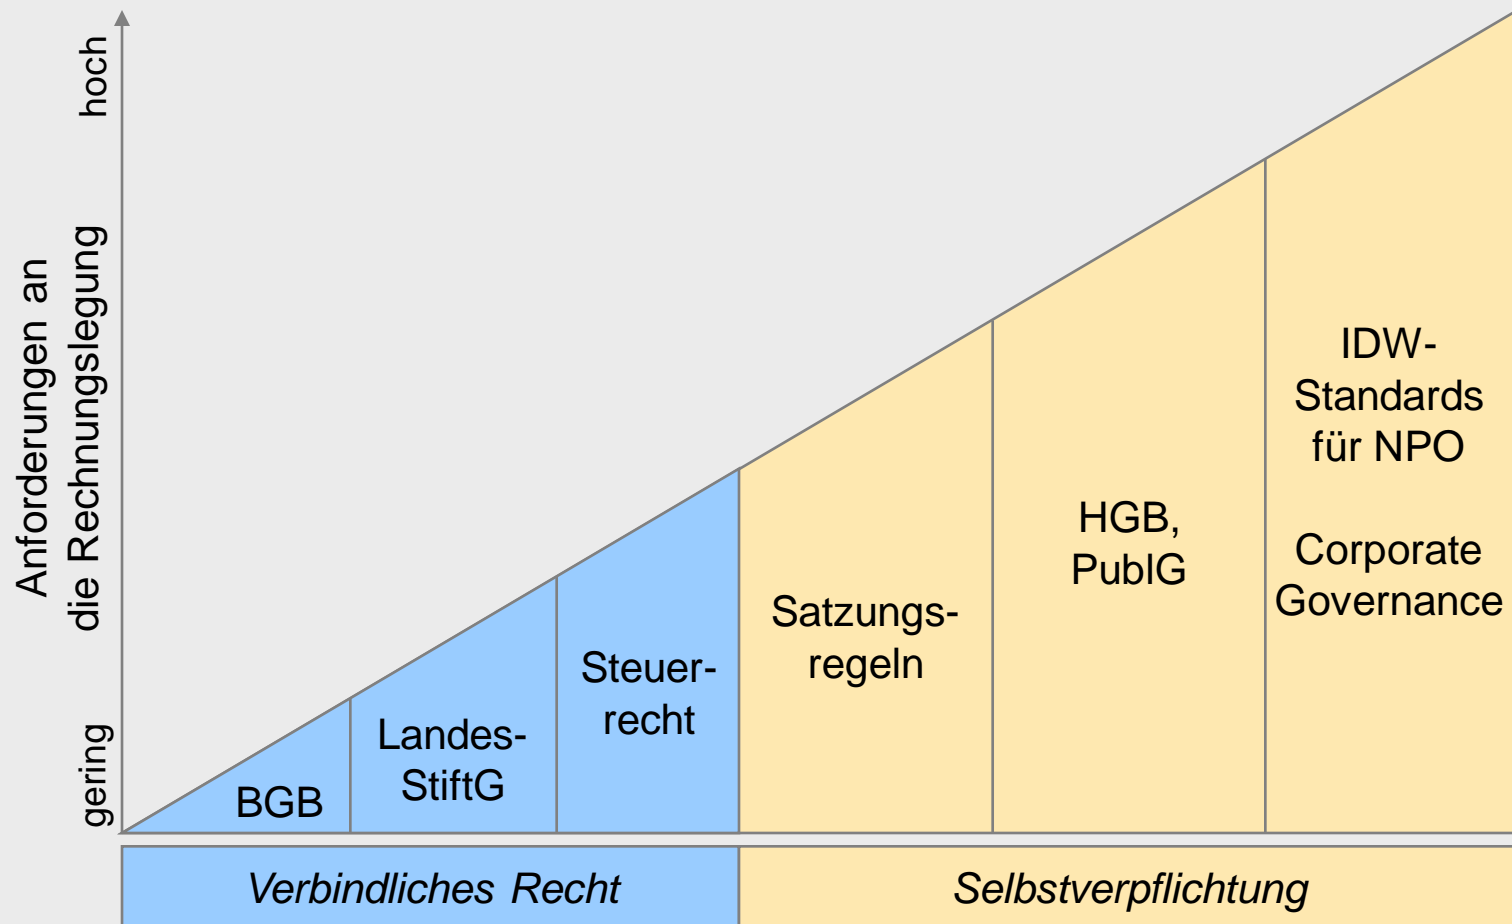 hoch
Anforderungen an
die Rechnungslegung
gering
BGB
Landes-
StiftG
Steuer-
recht
Satzungs-
regeln
HGB,
PublG
IDW-
Standards
für NPO
Corporate
Governance
Verbindliches Recht
Selbstverpflichtung